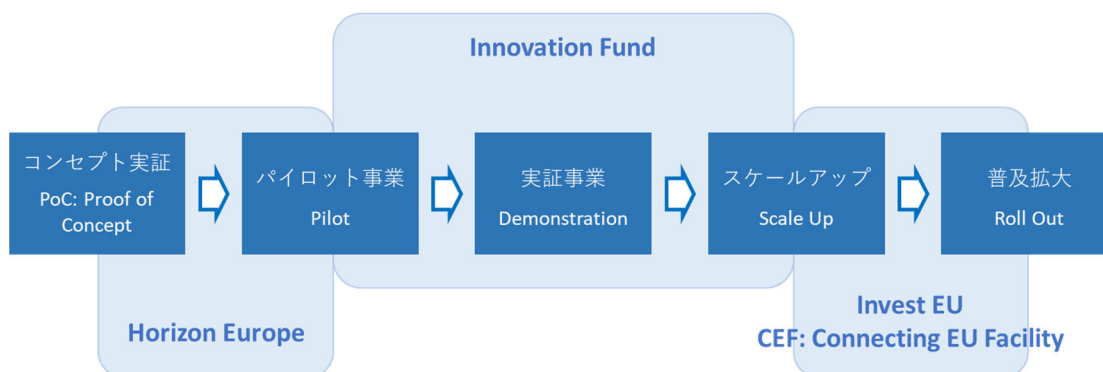 Innovation Fund
コンセプト実証
PoC: Proof of
Concept
パイロット事業
Pilot
実証事業
Demonstration
スケールアップ
Scale Up
普及拡大
Roll Out
Horizon Europe
Invest EU
CEF: Connecting EU Facility